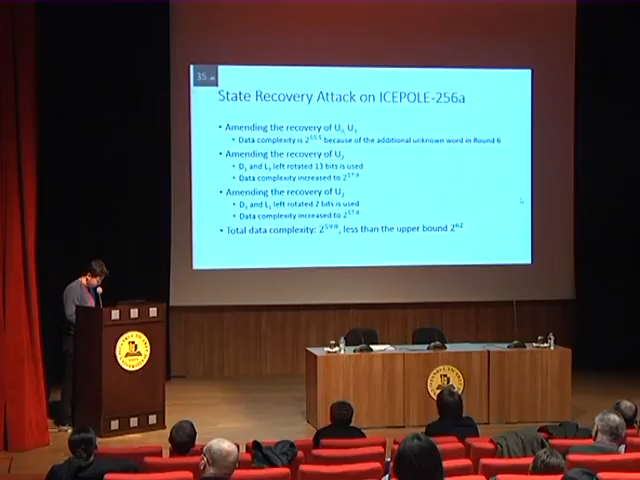 35
State Recovery Attack on ICEPOLE-256a
• Amending the recovery of U₀, U₃
• Data complexity is 2^53.5 because of the additional unknown word in Round 6
• Amending the recovery of U₂
• D₁ and L₁ left rotated 13 bits is used
• Data complexity increased to 2^57.8
• Amending the recovery of U₂
• D₃ and L₃ left rotated 2 bits is used
• Data complexity increased to 2^57.8
• Total data complexity: 2^59.8, less than the upper bound 2^62